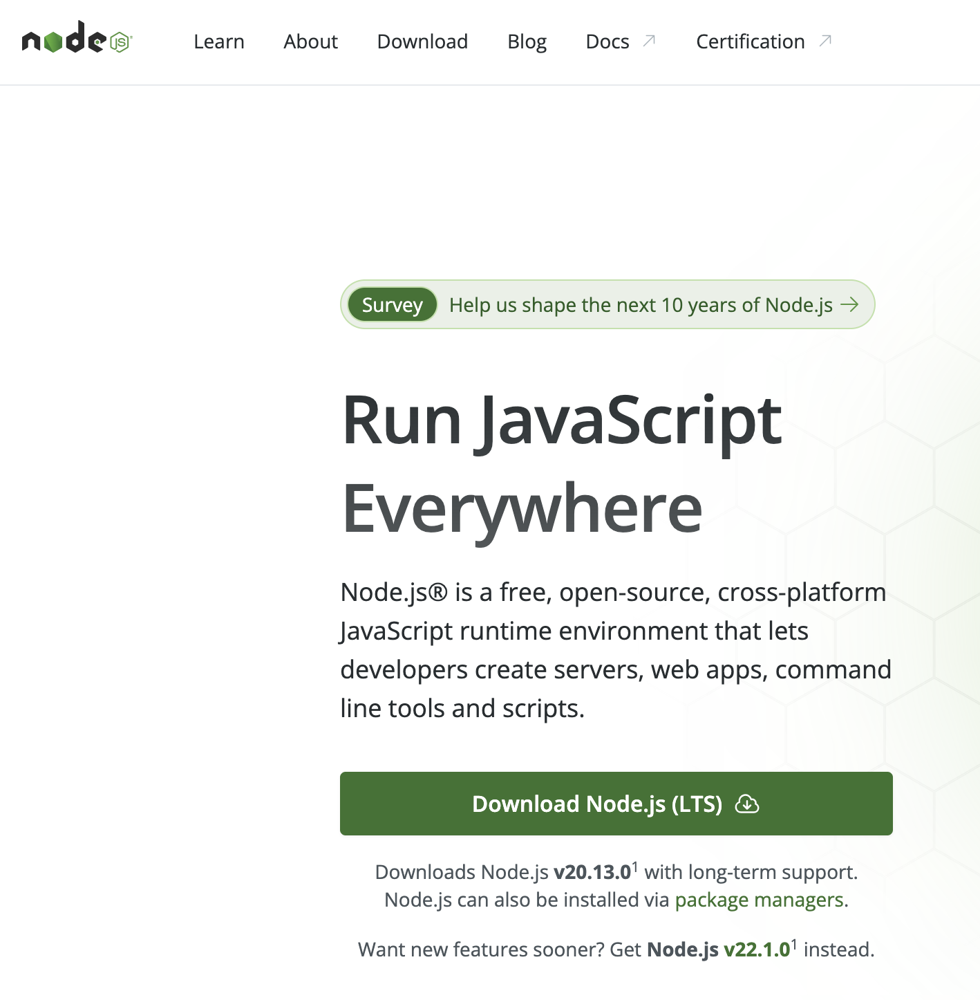 node JS
Learn About Download Blog Docs Certification
Survey Help us shape the next 10 years of Node.js
Run JavaScript
Everywhere
Node.js® is a free, open-source, cross-platform
JavaScript runtime environment that lets
developers create servers, web apps, command
line tools and scripts.
Download Node.js (LTS)
Downloads Node.js v20.13.0¹ with long-term support.
Node.js can also be installed via package managers.
Want new features sooner? Get Node.js v22.1.0¹ instead.